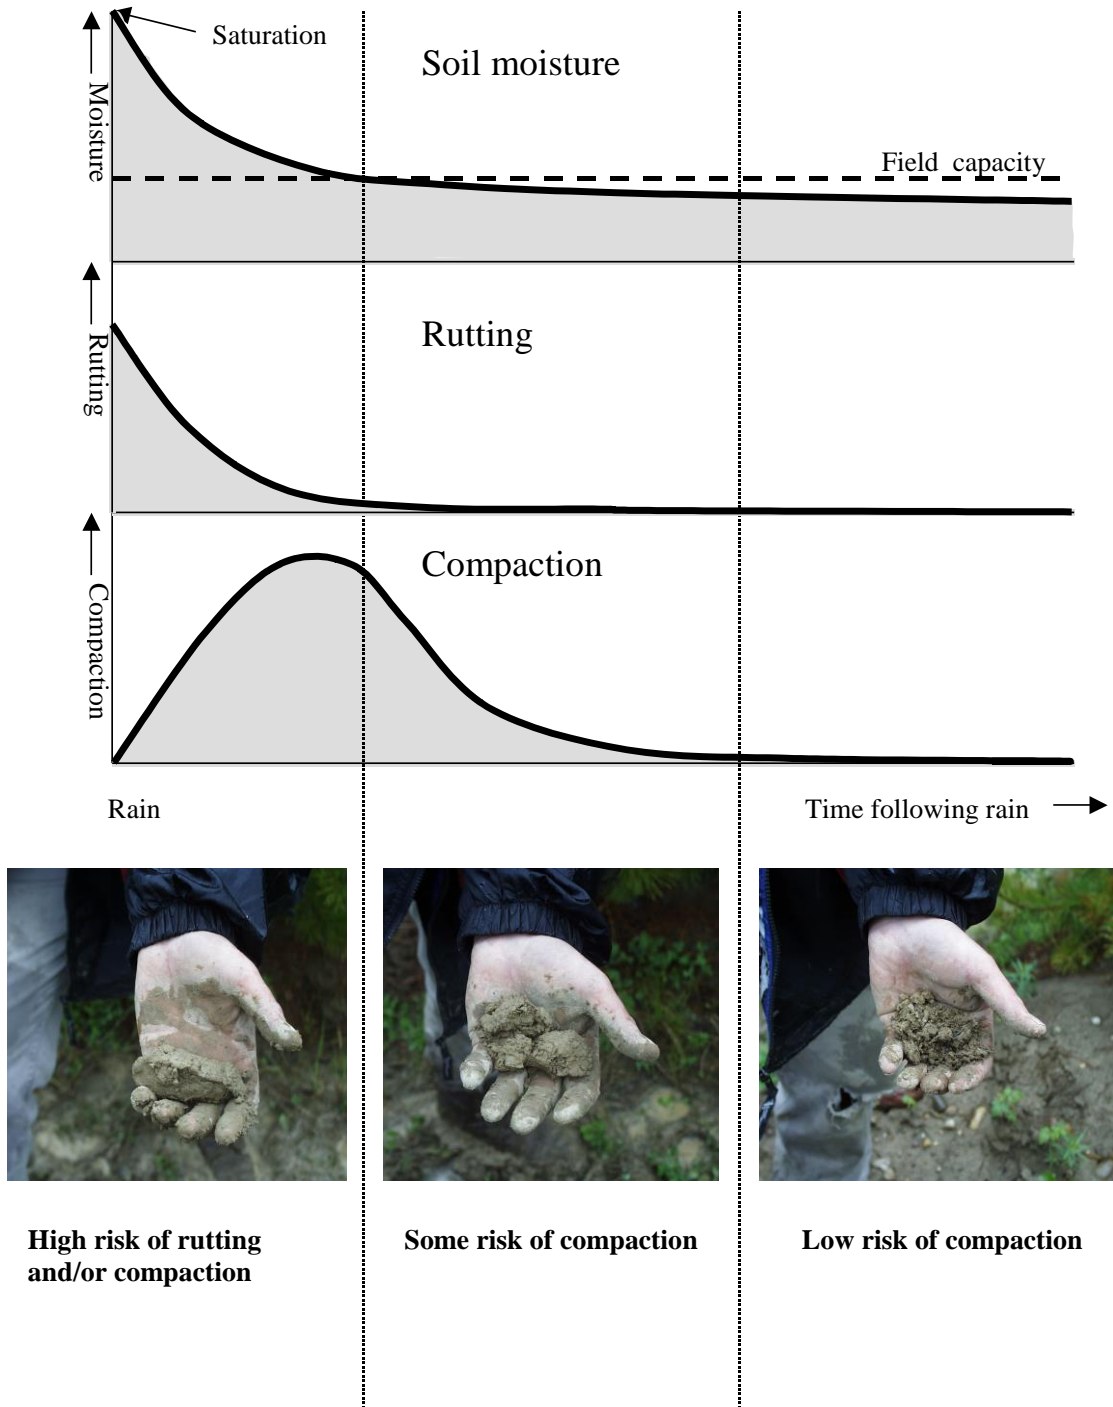 Saturation
Soil moisture
Moisture
Field capacity
Rutting
Rutting
Compaction
Compaction
Rain
Time following rain
High risk of rutting
and/or compaction
Some risk of compaction
Low risk of compaction